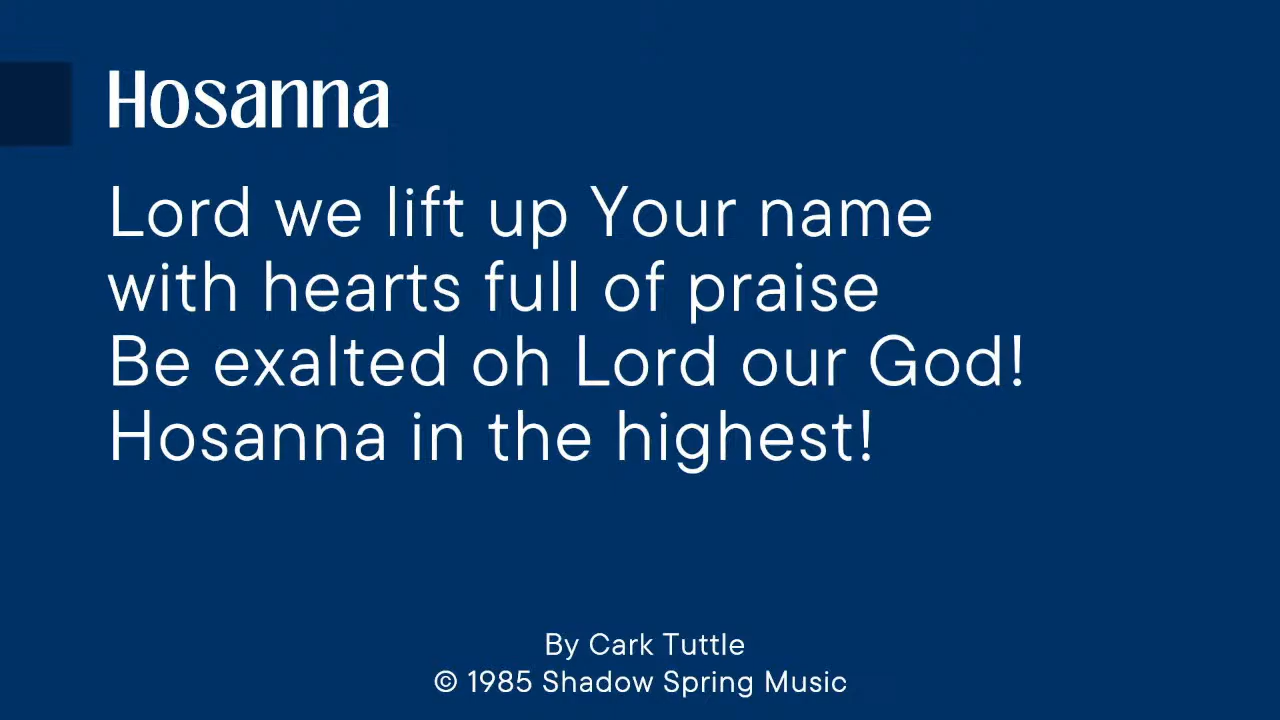 Hosanna
Lord we lift up Your name
with hearts full of praise
Be exalted oh Lord our God!
Hosanna in the highest!
By Cark Tuttle
© 1985 Shadow Spring Music